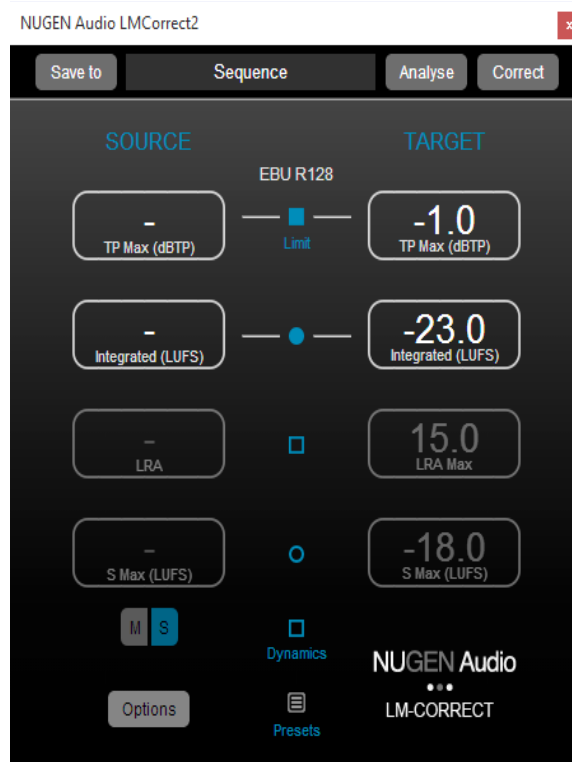 NUGEN Audio LMCorrect2
x
Save to Sequence Analyse Correct
SOURCE TARGET
EBU R128
- -1.0
TP Max (dBTP) Limit TP Max (dBTP)
- -23.0
Integrated (LUFS) Integrated (LUFS)
- 15.0
LRA LRA Max
- -18.0
S Max (LUFS) S Max (LUFS)
M S
Dynamics
NUGEN Audio
Options LM-CORRECT
Presets